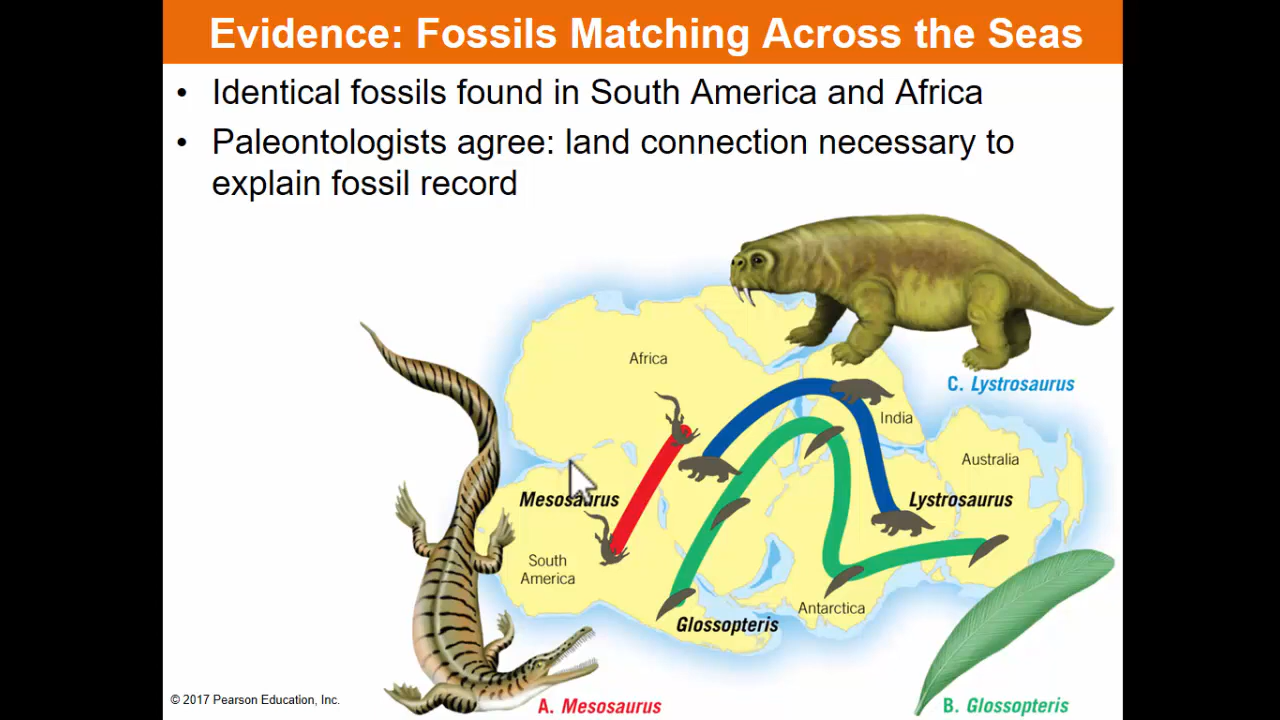 Evidence: Fossils Matching Across the Seas
• Identical fossils found in South America and Africa
• Paleontologists agree: land connection necessary to
explain fossil record
Africa
C. Lystrosaurus
India
Australia
Mesosaurus
Lystrosaurus
South
America
Antarctica
Glossopteris
© 2017 Pearson Education, Inc.
A. Mesosaurus
B. Glossopteris